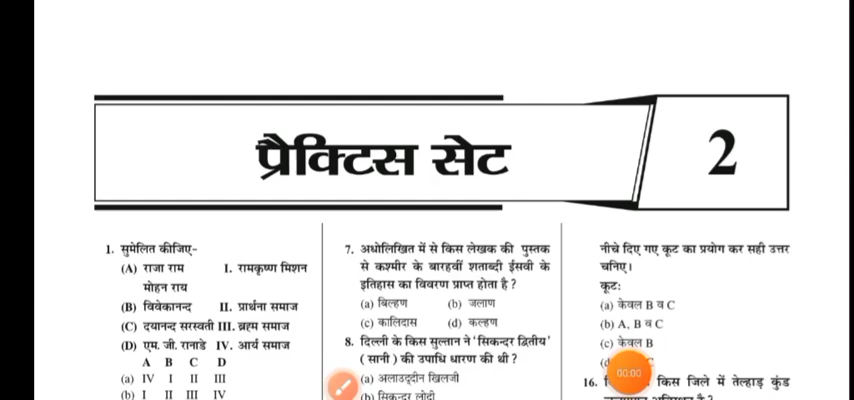 प्रैक्टिस सेट
2
1. सुमेलित कीजिए-
(A) राजा राम I. रामकृष्ण मिशन
मोहन राय
(B) विवेकानन्द II. प्रार्थना समाज
(C) दयानन्द सरस्वती III. ब्रह्म समाज
(D) एम. जी. रानाडे IV. आर्य समाज
A B C D
(a) IV I II III
(b) I II III IV
7. अधोलिखित में से किस लेखक की पुस्तक
से कश्मीर के बारहवीं शताब्दी ईसवी के
इतिहास का विवरण प्राप्त होता है ?
(a) बिल्हण (b) जलाण
(c) कालिदास (d) कल्हण
8. दिल्ली के किस सुल्तान ने ‘सिकन्दर द्वितीय’
(सानी) की उपाधि धारण की थी ?
(a) अलाउद्दीन खिलजी
(b) सिकन्दर लोदी
नीचे दिए गए कूट का प्रयोग कर सही उत्तर
चनिए।
कूटः
(a) केवल B व C
(b) A, B व C
(c) केवल B
00:00
16. किस जिले में तेल्हाड़ कुंड